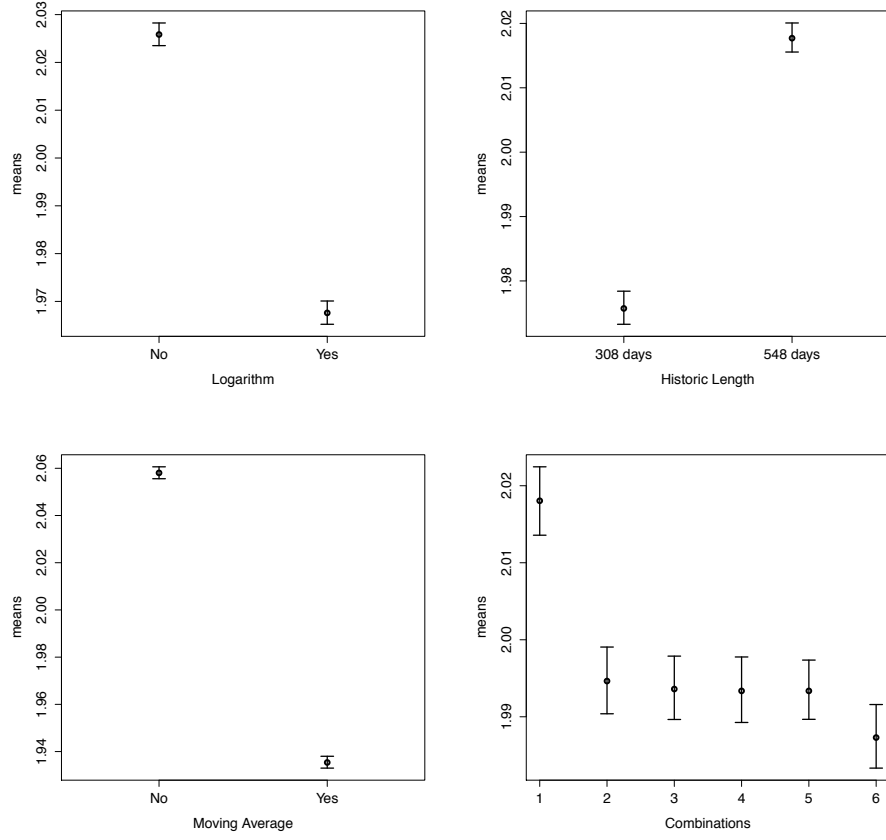 means
2.03
2.02
2.01
2.00
1.99
1.98
1.97
No
Yes
Logarithm
means
2.02
2.01
2.00
1.99
1.98
308 days
548 days
Historic Length
means
2.06
2.04
2.02
2.00
1.98
1.96
1.94
No
Yes
Moving Average
means
2.02
2.01
2.00
1.99
1
2
3
4
5
6
Combinations